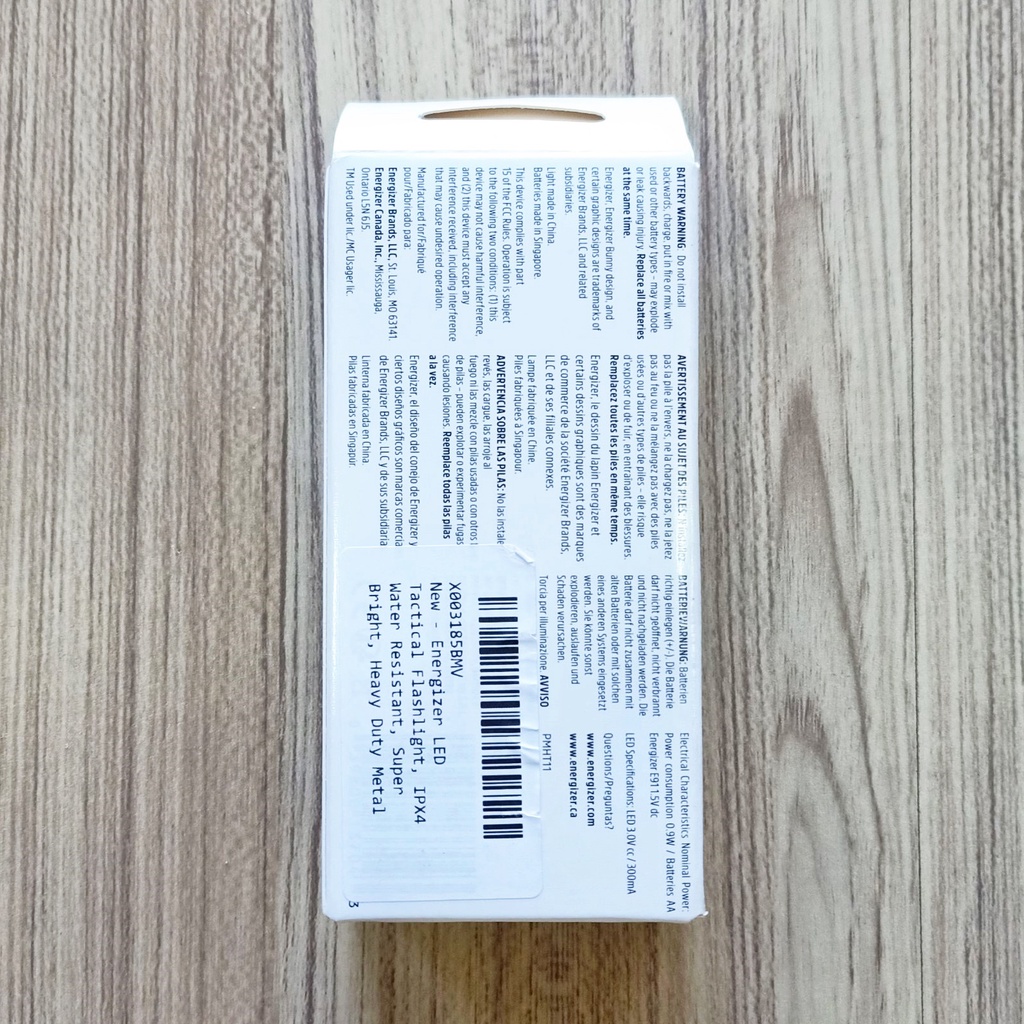 BATTERY WARNING Do not install
backwards, charge, put in fire or mix with
used or other battery types - may explode
or leak causing injury. Replace all batteries
at the same time.
Energizer, Energizer Bunny design, and
certain graphic designs are trademarks of
Energizer Brands, LLC and related
subsidiaries.
Light made in China.
Batteries made in Singapore.
This device complies with part
15 of the FCC Rules. Operation is subject
to the following two conditions: (1) this
device may not cause harmful interference,
and (2) this device must accept any
interference received, including interference
that may cause undesired operation.
Manufactured for/Fabriqué
pour/Fabricado para:
Energizer Brands, LLC, St. Louis, MO 63141.
Energizer Canada, Inc., Mississauga,
Ontario L5N 6J5.
TM Used under lic./MC Usager lic.
AVERTISSEMENT AU SUJET DES PILES: N'installez
pas la pile à l'envers, ne la chargez pas, ne la jetez
pas au feu ou ne la mélangez pas avec des piles
usées ou d'autres types de piles - elle risque
d'exploser ou de fuir, en entraînant des blessures.
Remplacez toutes les piles en même temps.
Energizer, le dessin du lapin Energizer et
certains dessins graphiques sont des marques
de commerce de la société Energizer Brands,
LLC et de ses filiales connexes.
Lampe fabriquée en Chine.
Piles fabriquées à Singapour.
ADVERTENCIA SOBRE LAS PILAS: No las instale
revés, las cargue, las arroje al
fuego ni las mezcle con pilas usadas o con otros
de pilas - pueden explotar o experimentar fugas
causando lesiones. Reemplace todas las pilas
a la vez.
Energizer, el diseño del conejo de Energizer y
ciertos diseños gráficos son marcas comercia
de Energizer Brands, LLC y de sus subsidiaria
Linterna fabricada en China.
Pilas fabricadas en Singapur.
BATTERIEWARNUNG: Batterien
richtig einlegen (+/-). Die Batterie
darf nicht geöffnet, nicht verbrannt
und nicht nachgeladen werden. Die
Batterie darf nicht zusammen mit
alten Batterien oder mit solchen
eines anderen Systems eingesetzt
werden. Sie könnte sonst
explodieren, auslaufen und
Schaden verursachen.
Torcia per illuminazione AVVISO
Electrical Characteristics Nominal Power:
Power consumption 0.9W / Batteries AA
Energizer E91 1.5V dc
LED Specifications: LED 3.0V cc / 300mA
Questions/Preguntas?
www.energizer.com
www.energizer.ca
PMHT11
X003185BMV
New - Energizer LED
Tactical Flashlight, IPX4
Water Resistant, Super
Bright, Heavy Duty Metal
3